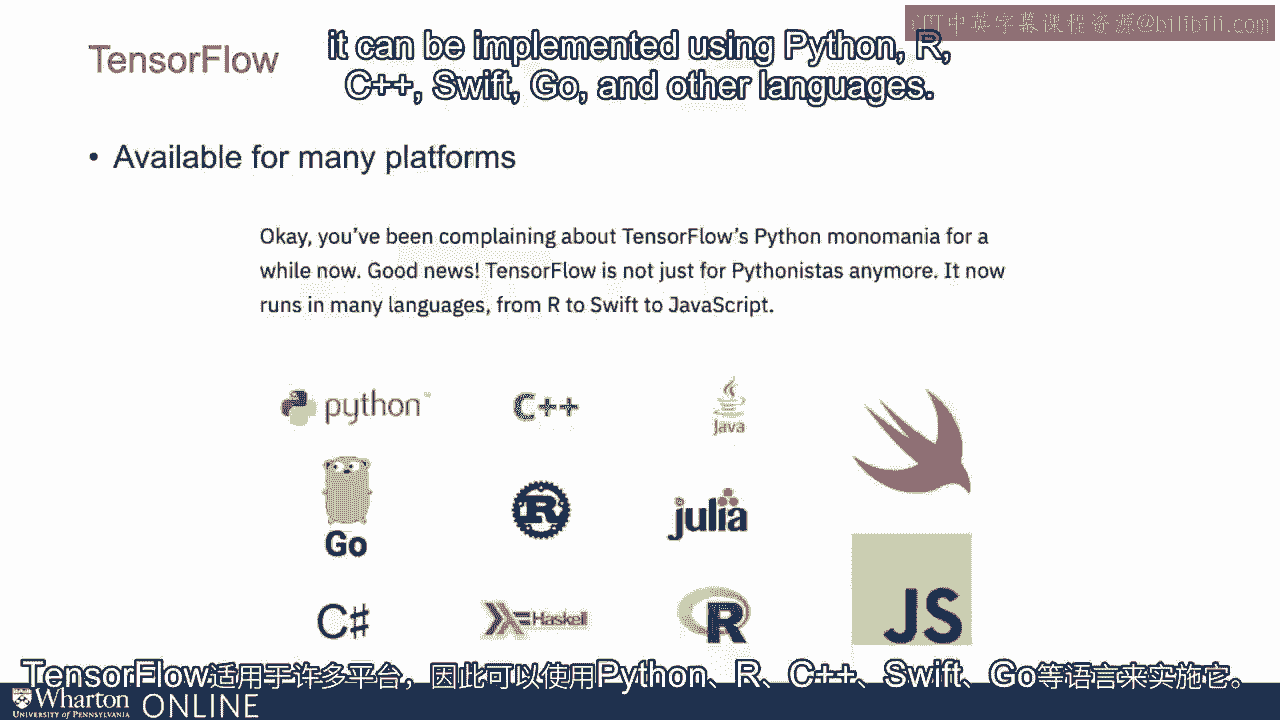 中英字幕课程资源@bilibili.com
it can be implemented using Python, R,
C++, Swift, Go, and other languages.
TensorFlow
• Available for many platforms
Okay, you’ve been complaining about TensorFlow’s Python monomania for a
while now. Good news! TensorFlow is not just for Pythonistas anymore. It now
runs in many languages, from R to Swift to JavaScript.
python™
C++
Java
Go
R
julia
C#
Haskell
R
JS
TensorFlow适用于许多平台，因此可以使用Python、R、C++、Swift、Go等语言来实施它。
Wharton ONLINE
UNIVERSITY of PENNSYLVANIA